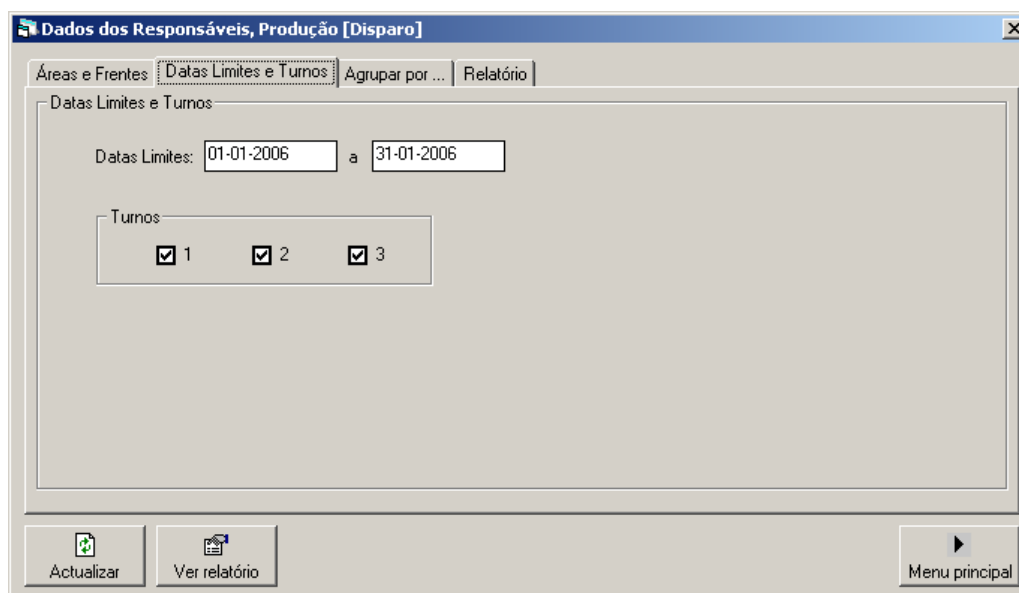 Dados dos Responsáveis, Produção [Disparo]
Áreas e Frentes Datas Limites e Turnos Agrupar por ... Relatório
Datas Limites e Turnos
Datas Limites: 01-01-2006 a 31-01-2006
Turnos
1 2 3
Actualizar Ver relatório Menu principal